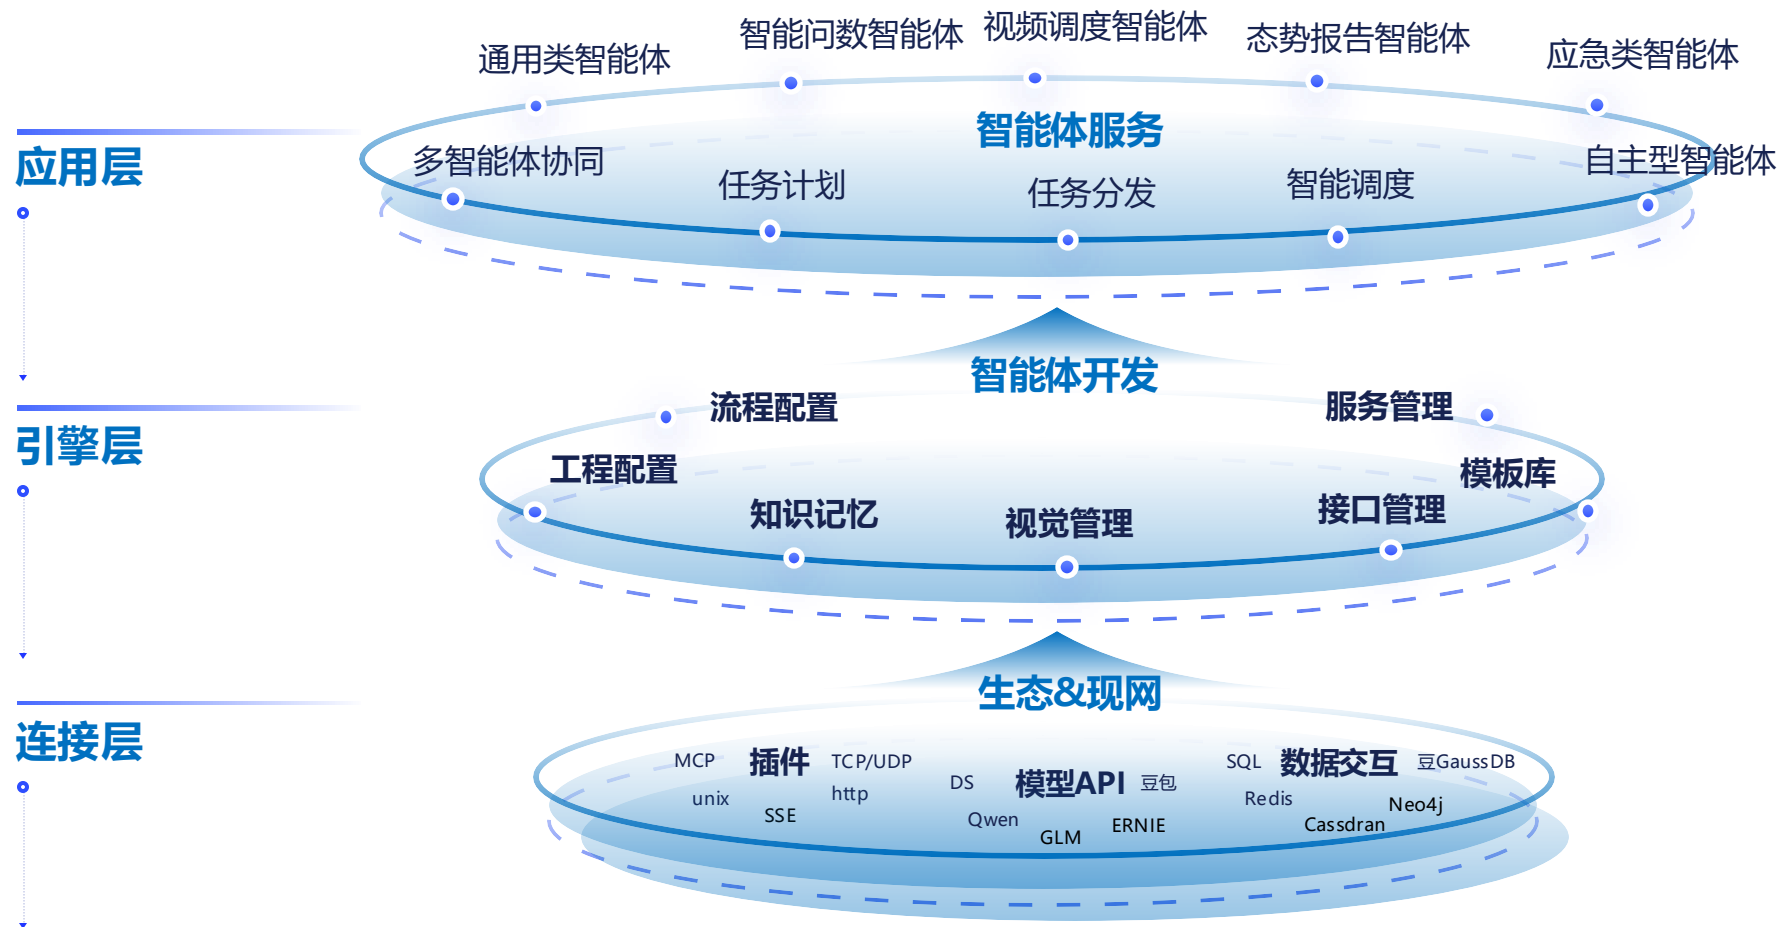 通用类智能体
智能问数智能体
视频调度智能体
态势报告智能体
应急类智能体
智能体服务
应用层
多智能体协同
任务计划
任务分发
智能调度
自主型智能体
智能体开发
引擎层
流程配置
服务管理
工程配置
模板库
知识记忆
视觉管理
接口管理
生态&现网
连接层
MCP
插件
TCP/UDP
unix
http
SSE
DS
模型API
豆包
Qwen
GLM
ERNIE
SQL
数据交互
豆GaussDB
Redis
Neo4j
Cassdran